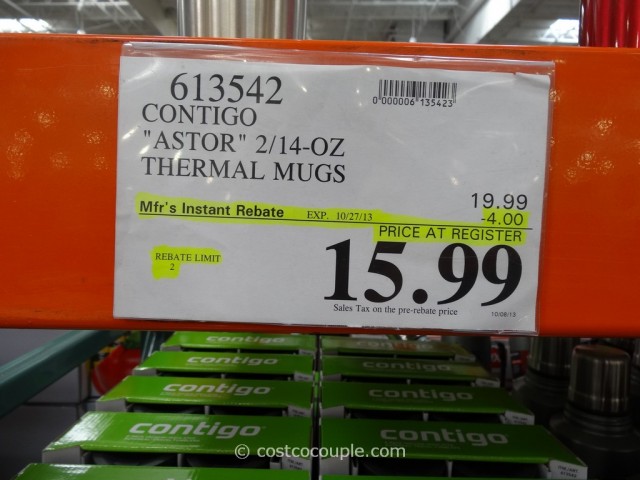 613542
0"000006"135423
CONTIGO
"ASTOR" 2/14-OZ
THERMAL MUGS
19.99
Mfr's Instant Rebate EXP. 10/27/13 -4.00
PRICE AT REGISTER
REBATE LIMIT
2
15.99
Sales Tax on the pre-rebate price
10/08/13
contigo
contigo
contigo
contigo
contigo
contigo
contigo
contigo
© costcocouple.com